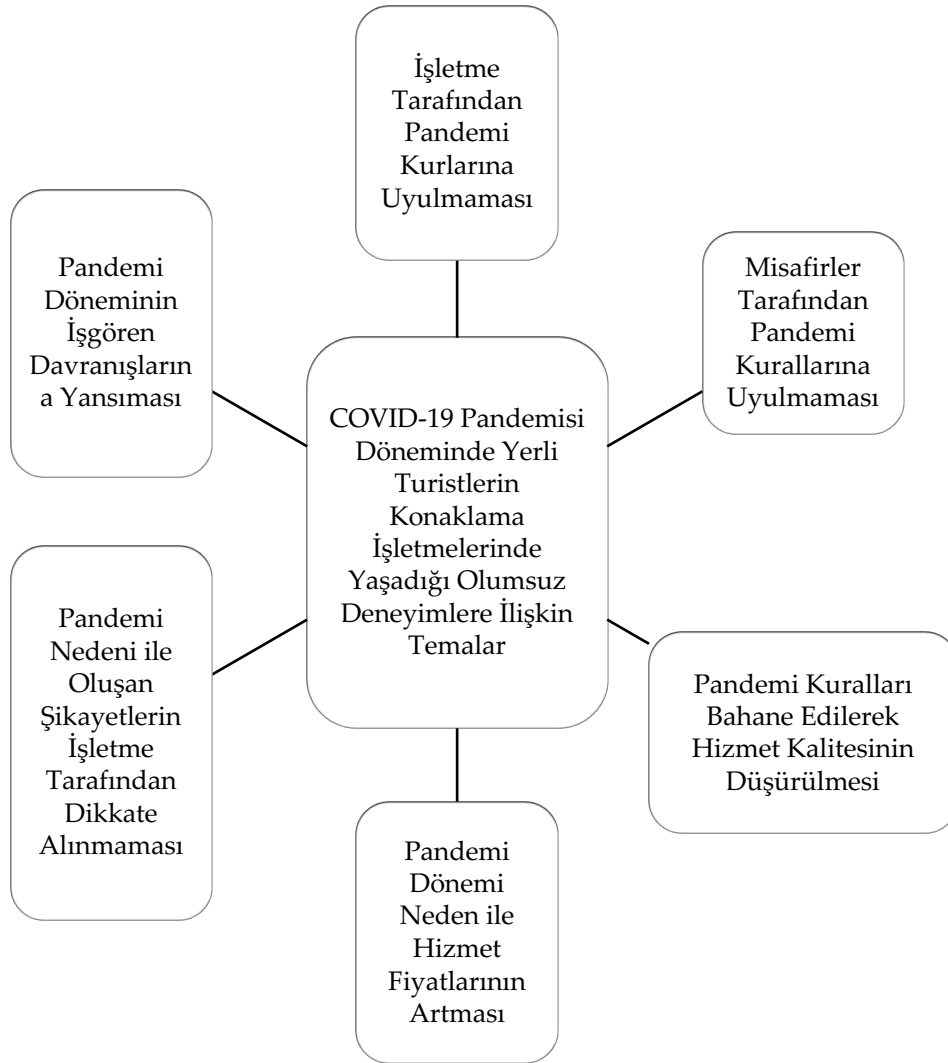 İşletme
Tarafından
Pandemi
Kurlarına
Uyulmaması
Pandemi
Döneminin
İşgören
Davranışların
a Yansıması
Misafirler
Tarafından
Pandemi
Kurallarına
Uyulmaması
COVID-19 Pandemisi
Döneminde Yerli
Turistlerin
Konaklama
İşletmelerinde
Yaşadığı Olumsuz
Deneyimlere İlişkin
Temalar
Pandemi
Nedeni ile
Oluşan
Şikayetlerin
İşletme
Tarafından
Dikkate
Alınmaması
Pandemi Kuralları
Bahane Edilerek
Hizmet Kalitesinin
Düşürülmesi
Pandemi
Dönemi
Neden ile
Hizmet
Fiyatlarının
Artması